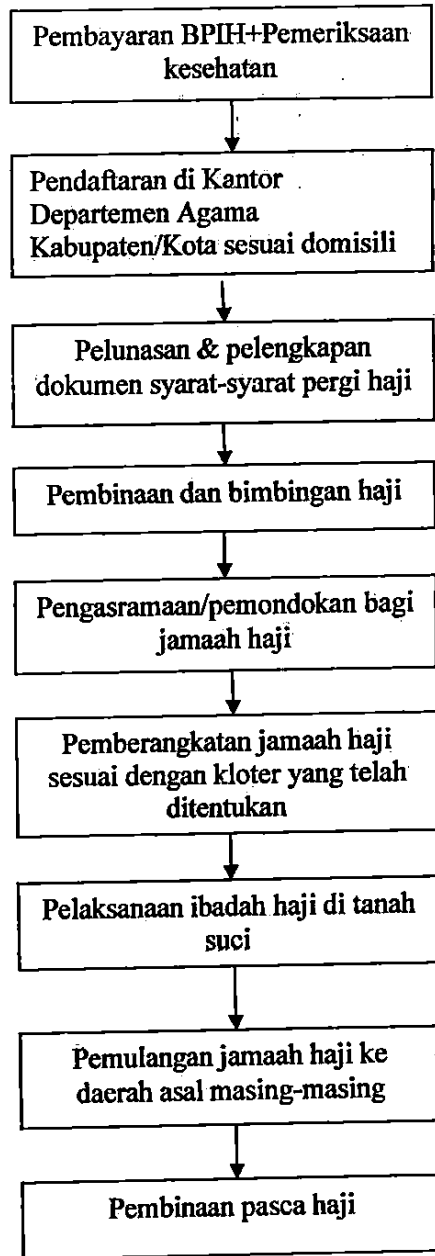 Pembayaran BPIH+Pemeriksaan
kesehatan
Pendaftaran di Kantor
Departemen Agama
Kabupaten/Kota sesuai domisili
Pelunasan & pelengkapan
dokumen syarat-syarat pergi haji
Pembinaan dan bimbingan haji
Pengasramaan/pemondokan bagi
jamaah haji
Pemberangkatan jamaah haji
sesuai dengan kloter yang telah
ditentukan
Pelaksanaan ibadah haji di tanah
suci
Pemulangan jamaah haji ke
daerah asal masing-masing
Pembinaan pasca haji